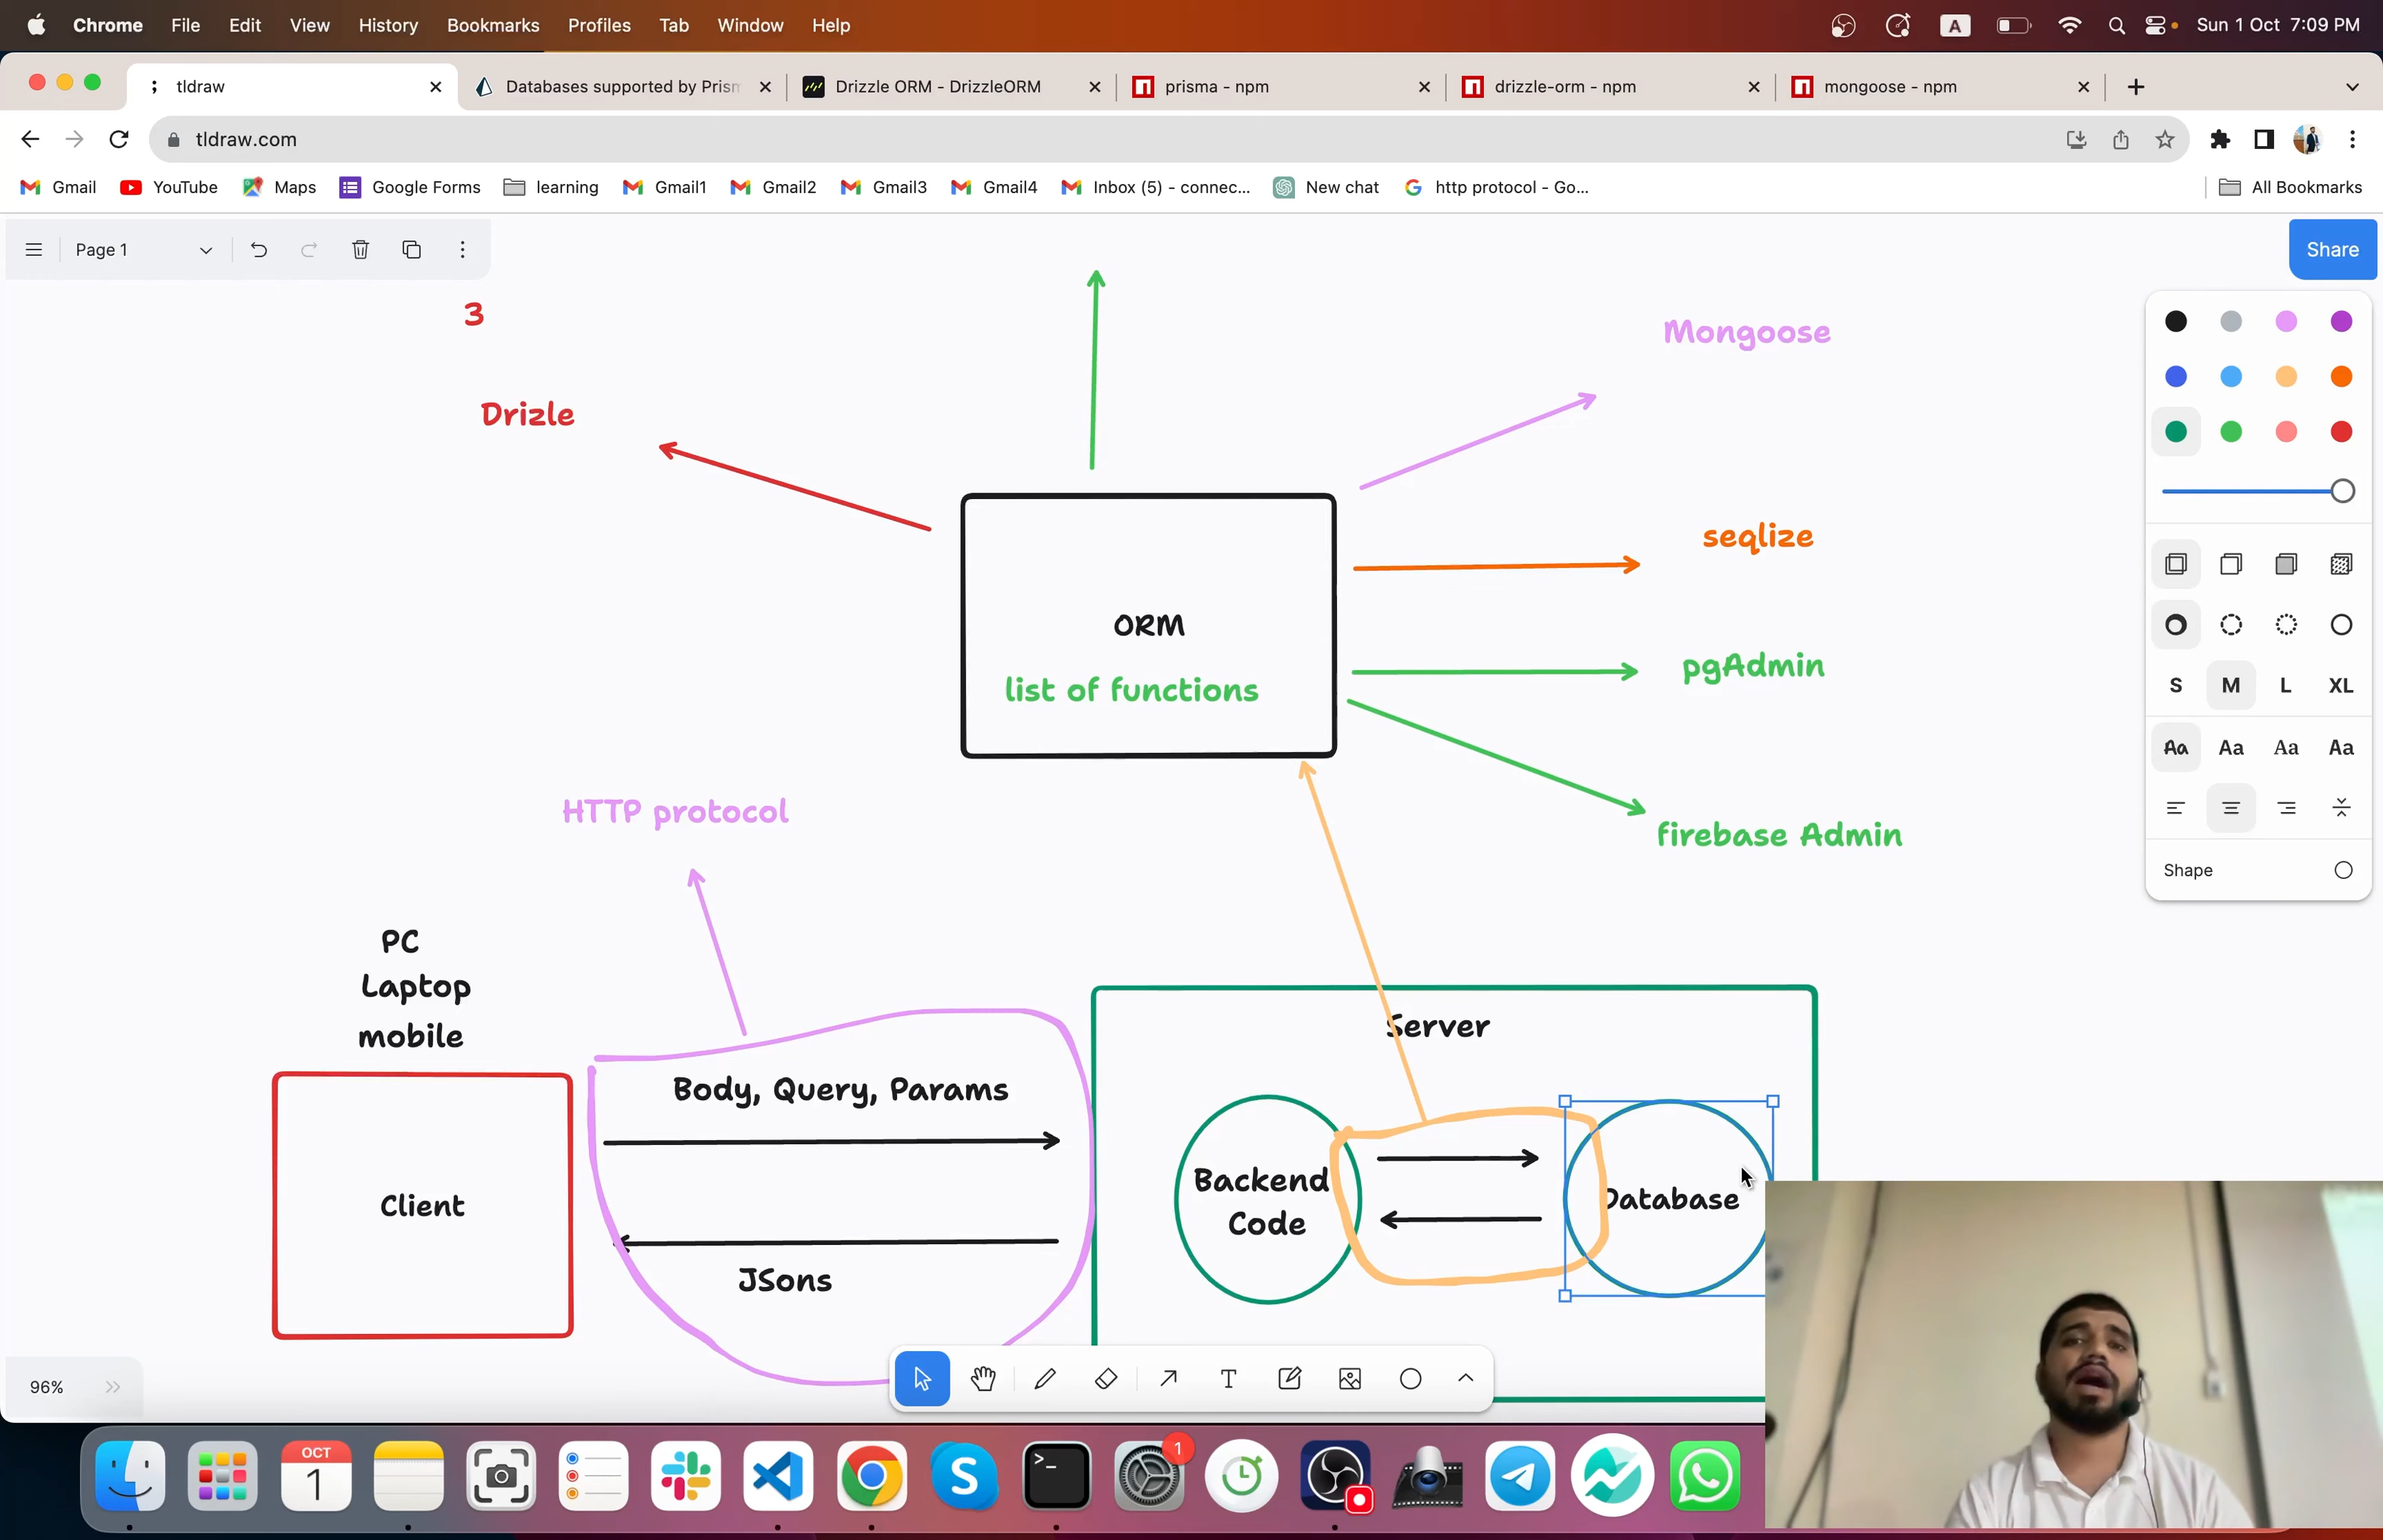 Chrome File Edit View History Bookmarks Profiles Tab Window Help
A Sun 1 Oct 7:09 PM
tldraw
Databases supported by Prism
Drizzle ORM - DrizzleORM
prisma - npm
drizzle-orm - npm
mongoose - npm
tldraw.com
Gmail YouTube Maps Google Forms learning Gmail1 Gmail2 Gmail3 Gmail4 Inbox (5) - connec... New chat http protocol - Go... All Bookmarks
Page 1
Share
3
Mongoose
Drizle
seqlize
ORM
list of functions
pgAdmin
firebase Admin
HTTP protocol
S M L XL
Aa Aa Aa Aa
Shape
PC
Laptop
mobile
Server
Body, Query, Params
Backend
Code
Database
Client
JSons
96%
T
OCT
1
S
1